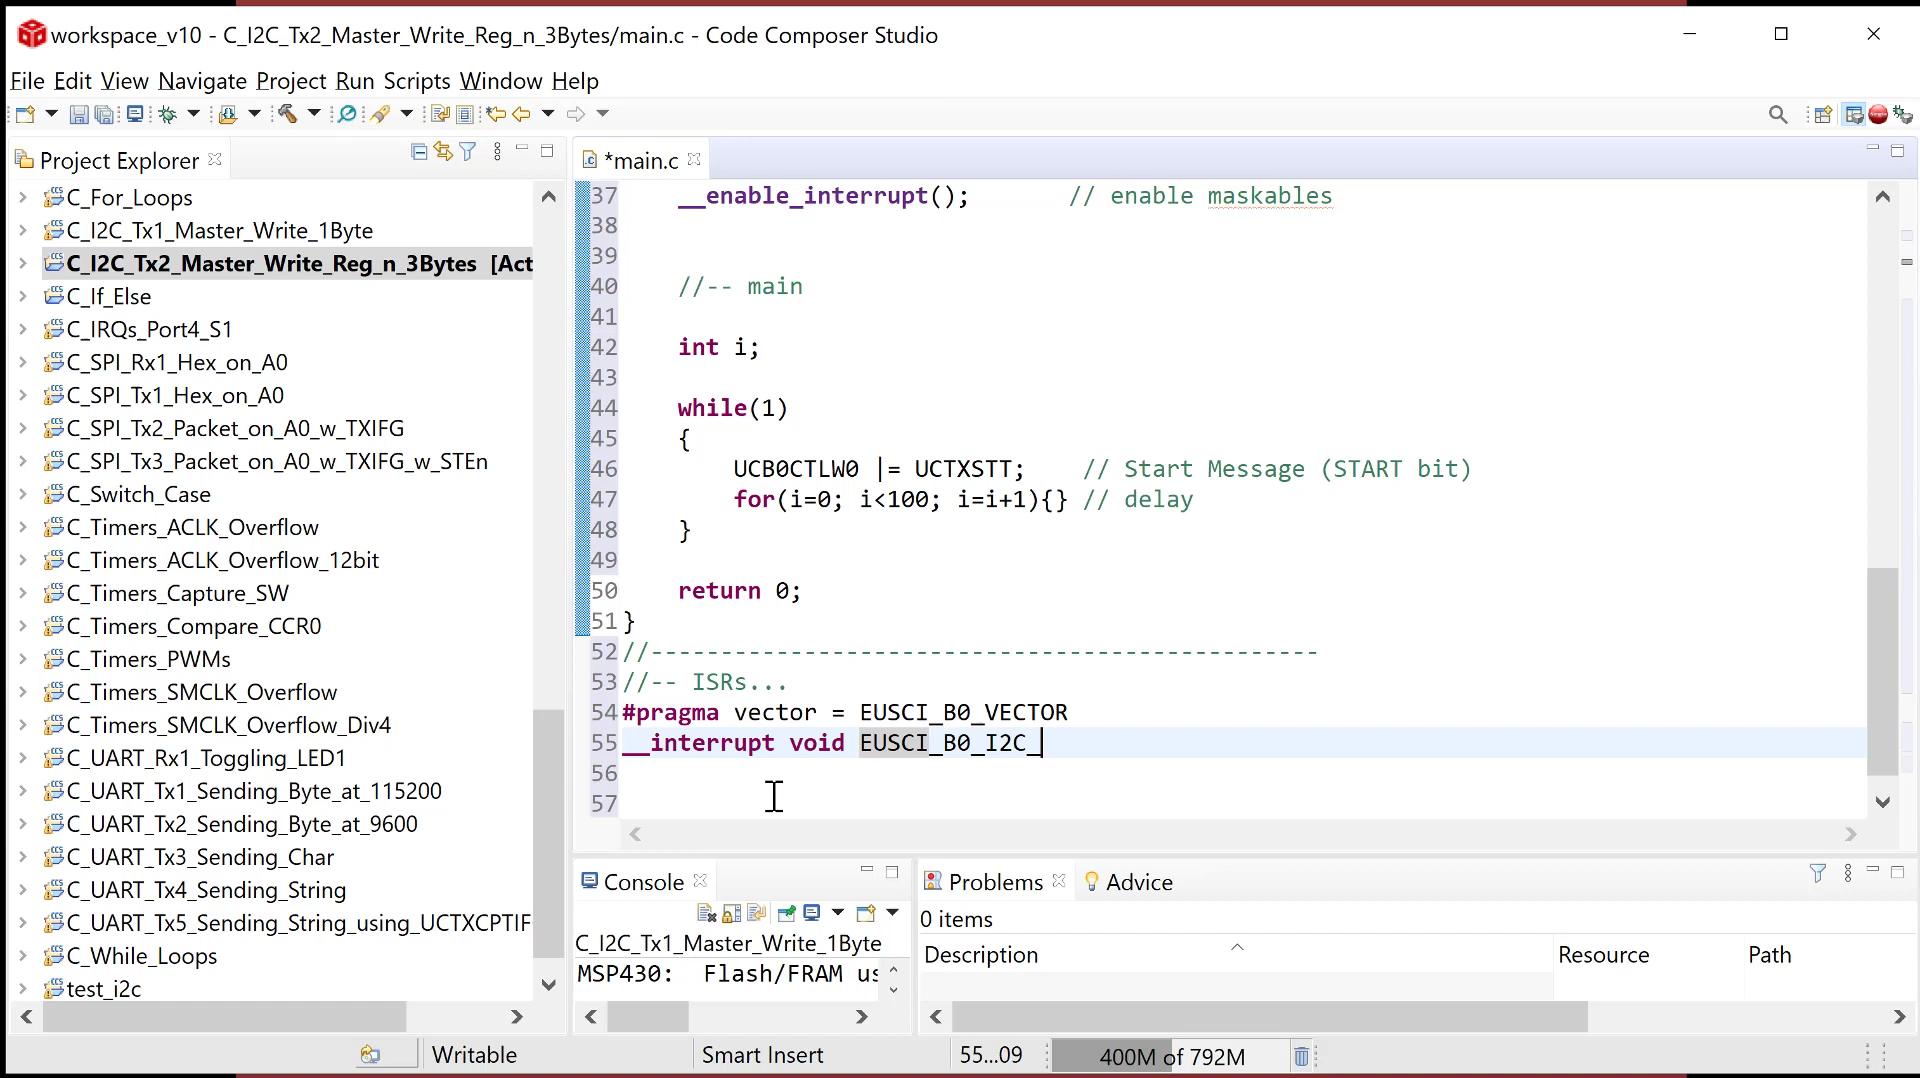 workspace_v10 - C_I2C_Tx2_Master_Write_Reg_n_3Bytes/main.c - Code Composer Studio
File Edit View Navigate Project Run Scripts Window Help
Project Explorer
C_For_Loops
C_I2C_Tx1_Master_Write_1Byte
C_I2C_Tx2_Master_Write_Reg_n_3Bytes [Act
C_If_Else
C_IRQs_Port4_S1
C_SPI_Rx1_Hex_on_A0
C_SPI_Tx1_Hex_on_A0
C_SPI_Tx2_Packet_on_A0_w_TXIFG
C_SPI_Tx3_Packet_on_A0_w_TXIFG_w_STEn
C_Switch_Case
C_Timers_ACLK_Overflow
C_Timers_ACLK_Overflow_12bit
C_Timers_Capture_SW
C_Timers_Compare_CCR0
C_Timers_PWMs
C_Timers_SMCLK_Overflow
C_Timers_SMCLK_Overflow_Div4
C_UART_Rx1_Toggling_LED1
C_UART_Tx1_Sending_Byte_at_115200
C_UART_Tx2_Sending_Byte_at_9600
C_UART_Tx3_Sending_Char
C_UART_Tx4_Sending_String
C_UART_Tx5_Sending_String_using_UCTXCPTIF
C_While_Loops
test_i2c
*main.c
37 __enable_interrupt(); // enable maskables
38
39
40 //-- main
41
42 int i;
43
44 while(1)
45 {
46 UCB0CTLW0 |= UCTXSTT; // Start Message (START bit)
47 for(i=0; i<100; i=i+1){} // delay
48 }
49
50 return 0;
51 }
52 //-------------------------------------------------
53 //-- ISRs...
54 #pragma vector = EUSCI_B0_VECTOR
55 __interrupt void EUSCI_B0_I2C_
56
57
Console
C_I2C_Tx1_Master_Write_1Byte
MSP430: Flash/FRAM us
Problems
Advice
0 items
Description Resource Path
Writable Smart Insert 55...09 400M of 792M